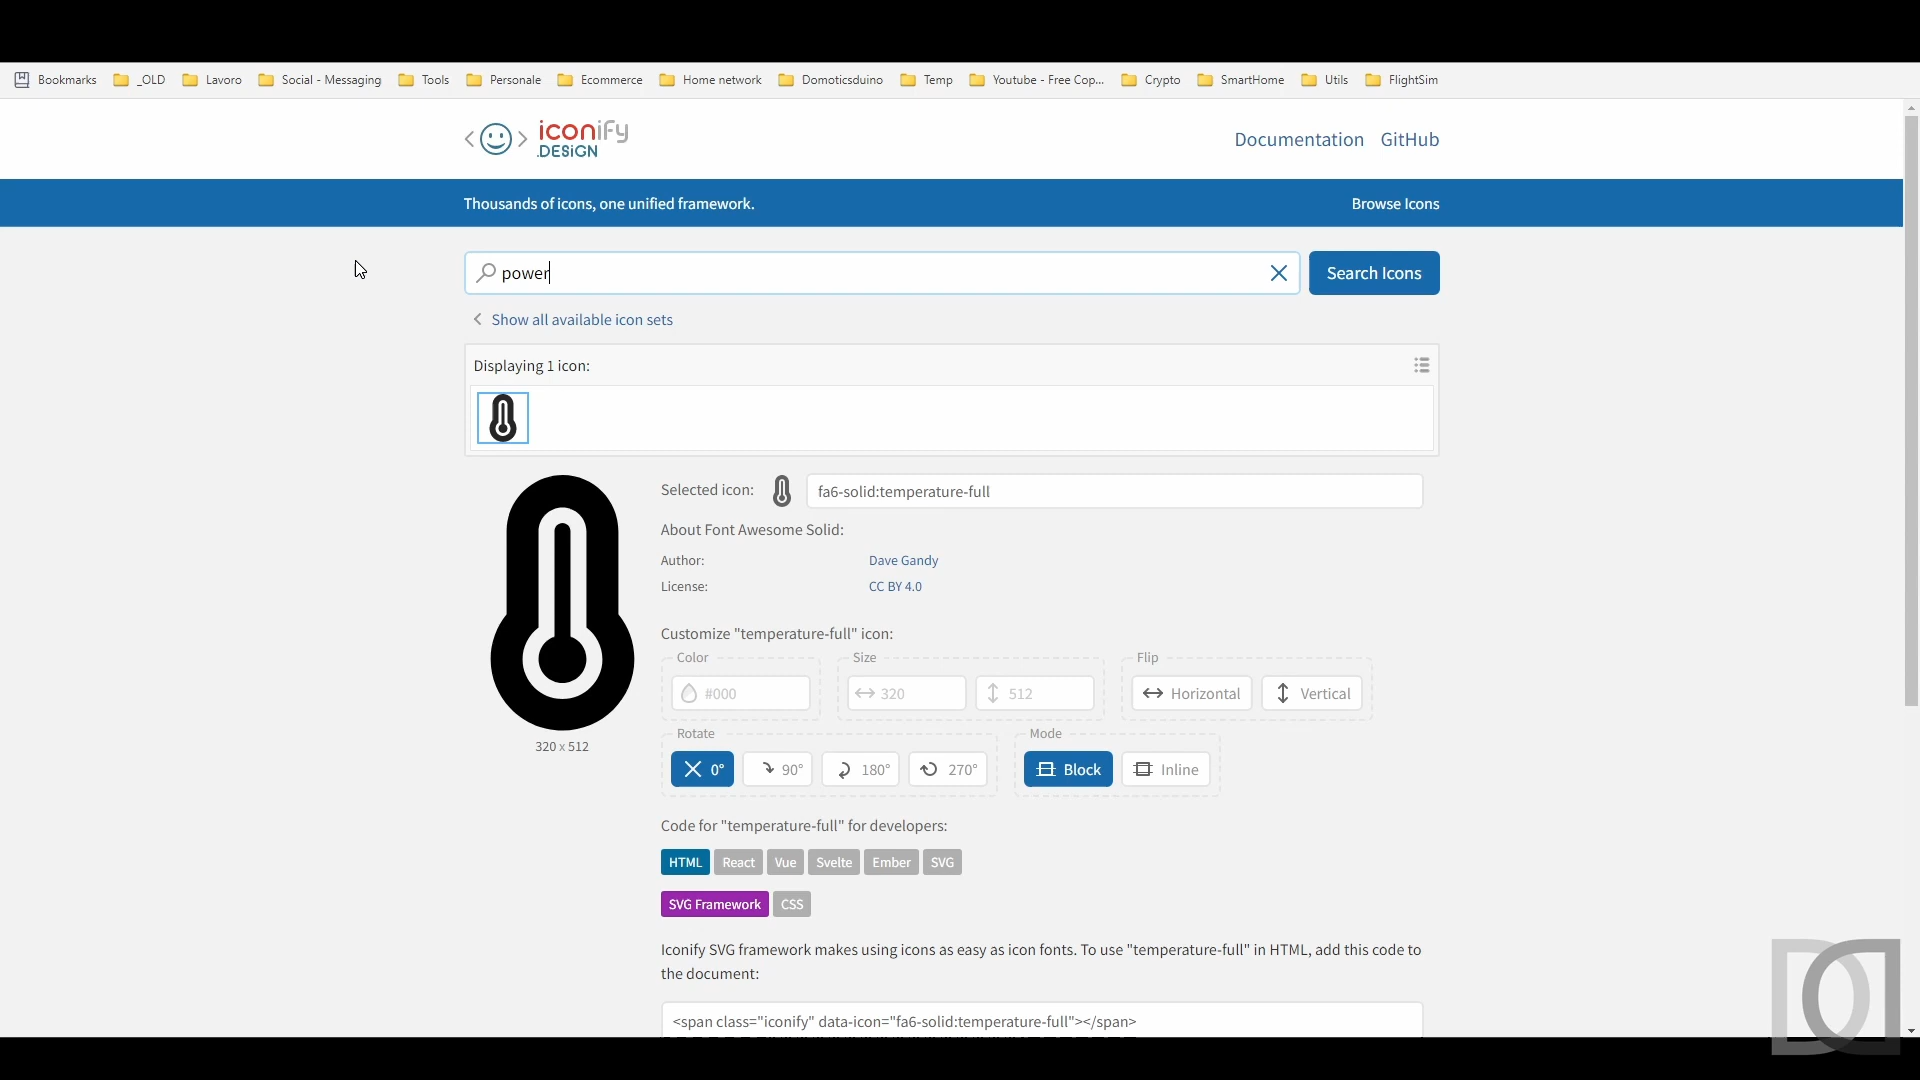 Bookmarks _OLD Lavoro Social - Messaging Tools Personale Ecommerce Home network Domoticsduino Temp Youtube - Free Cop... Crypto SmartHome Utils FlightSim
iconify
.DESiGN
Documentation GitHub
Thousands of icons, one unified framework. Browse Icons
power Search Icons
Show all available icon sets
Displaying 1 icon:
Selected icon: fa6-solid:temperature-full
About Font Awesome Solid:
Author: Dave Gandy
License: CC BY 4.0
Customize "temperature-full" icon:
Color Size Flip
#000 320 512 Horizontal Vertical
Rotate Mode
0° 90° 180° 270° Block Inline
320 x 512
Code for "temperature-full" for developers:
HTML React Vue Svelte Ember SVG
SVG Framework CSS
Iconify SVG framework makes using icons as easy as icon fonts. To use "temperature-full" in HTML, add this code to
the document:
<span class="iconify" data-icon="fa6-solid:temperature-full"></span>